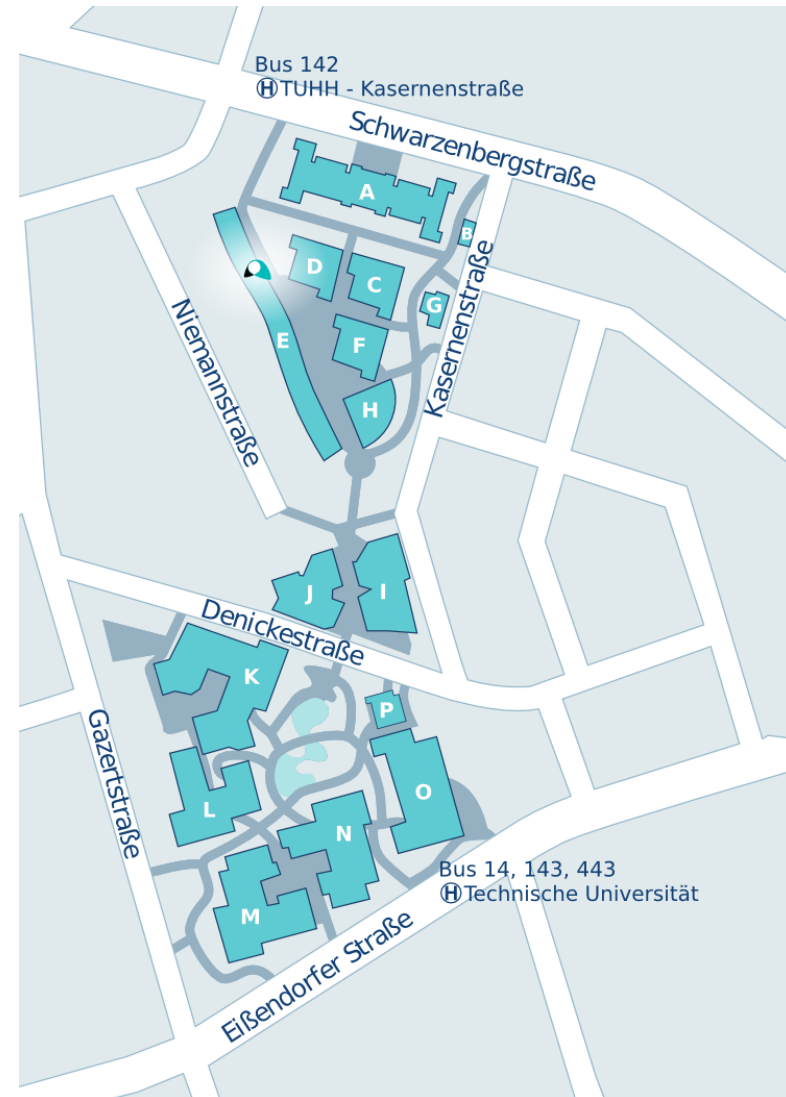 Bus 142
ⒽTUHH - Kasernenstraße
Schwarzenbergstraße
A
B
D
C
G
E
F
H
Kasernenstraße
Niemannstraße
J
I
Denickestraße
K
P
Gazertstraße
L
O
N
M
Bus 14, 143, 443
ⒽTechnische Universität
Eißendorfer Straße